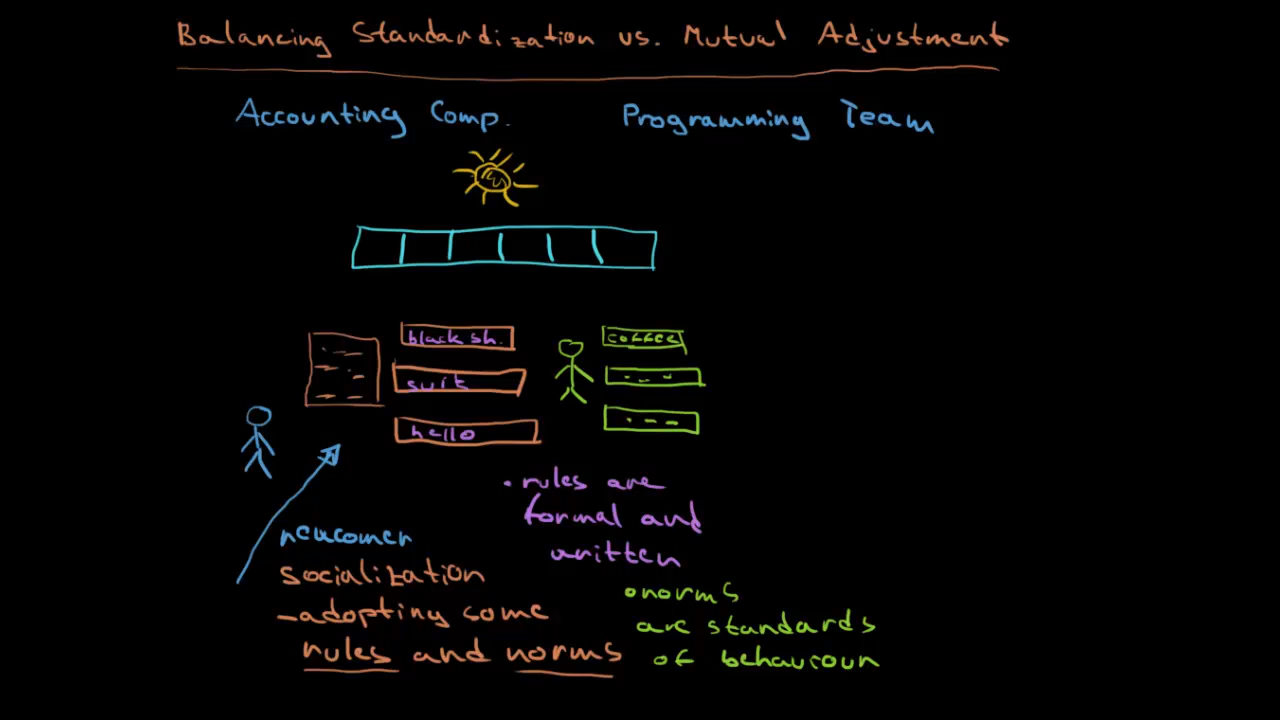 Balancing Standardization vs. Mutual Adjustment
Accounting Comp.
Programming Team
black sh.
suit
hello
coffee
newcomer
socialization
-adopting some
rules and norms
• rules are
formal and
written
• norms
are standards
of behaviour